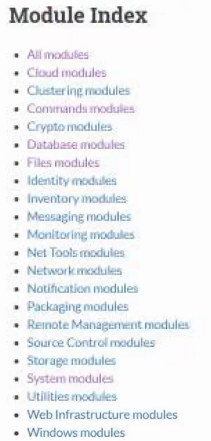 Module Index
All modules
Cloud modules
Clustering modules
Commands modules
Crypto modules
Database modules
Files modules
Identity modules
Inventory modules
Messaging modules
Monitoring modules
Net Tools modules
Network modules
Notification modules
Packaging modules
Remote Management modules
Source Control modules
Storage modules
System modules
Utilities modules
Web Infrastructure modules
Windows modules